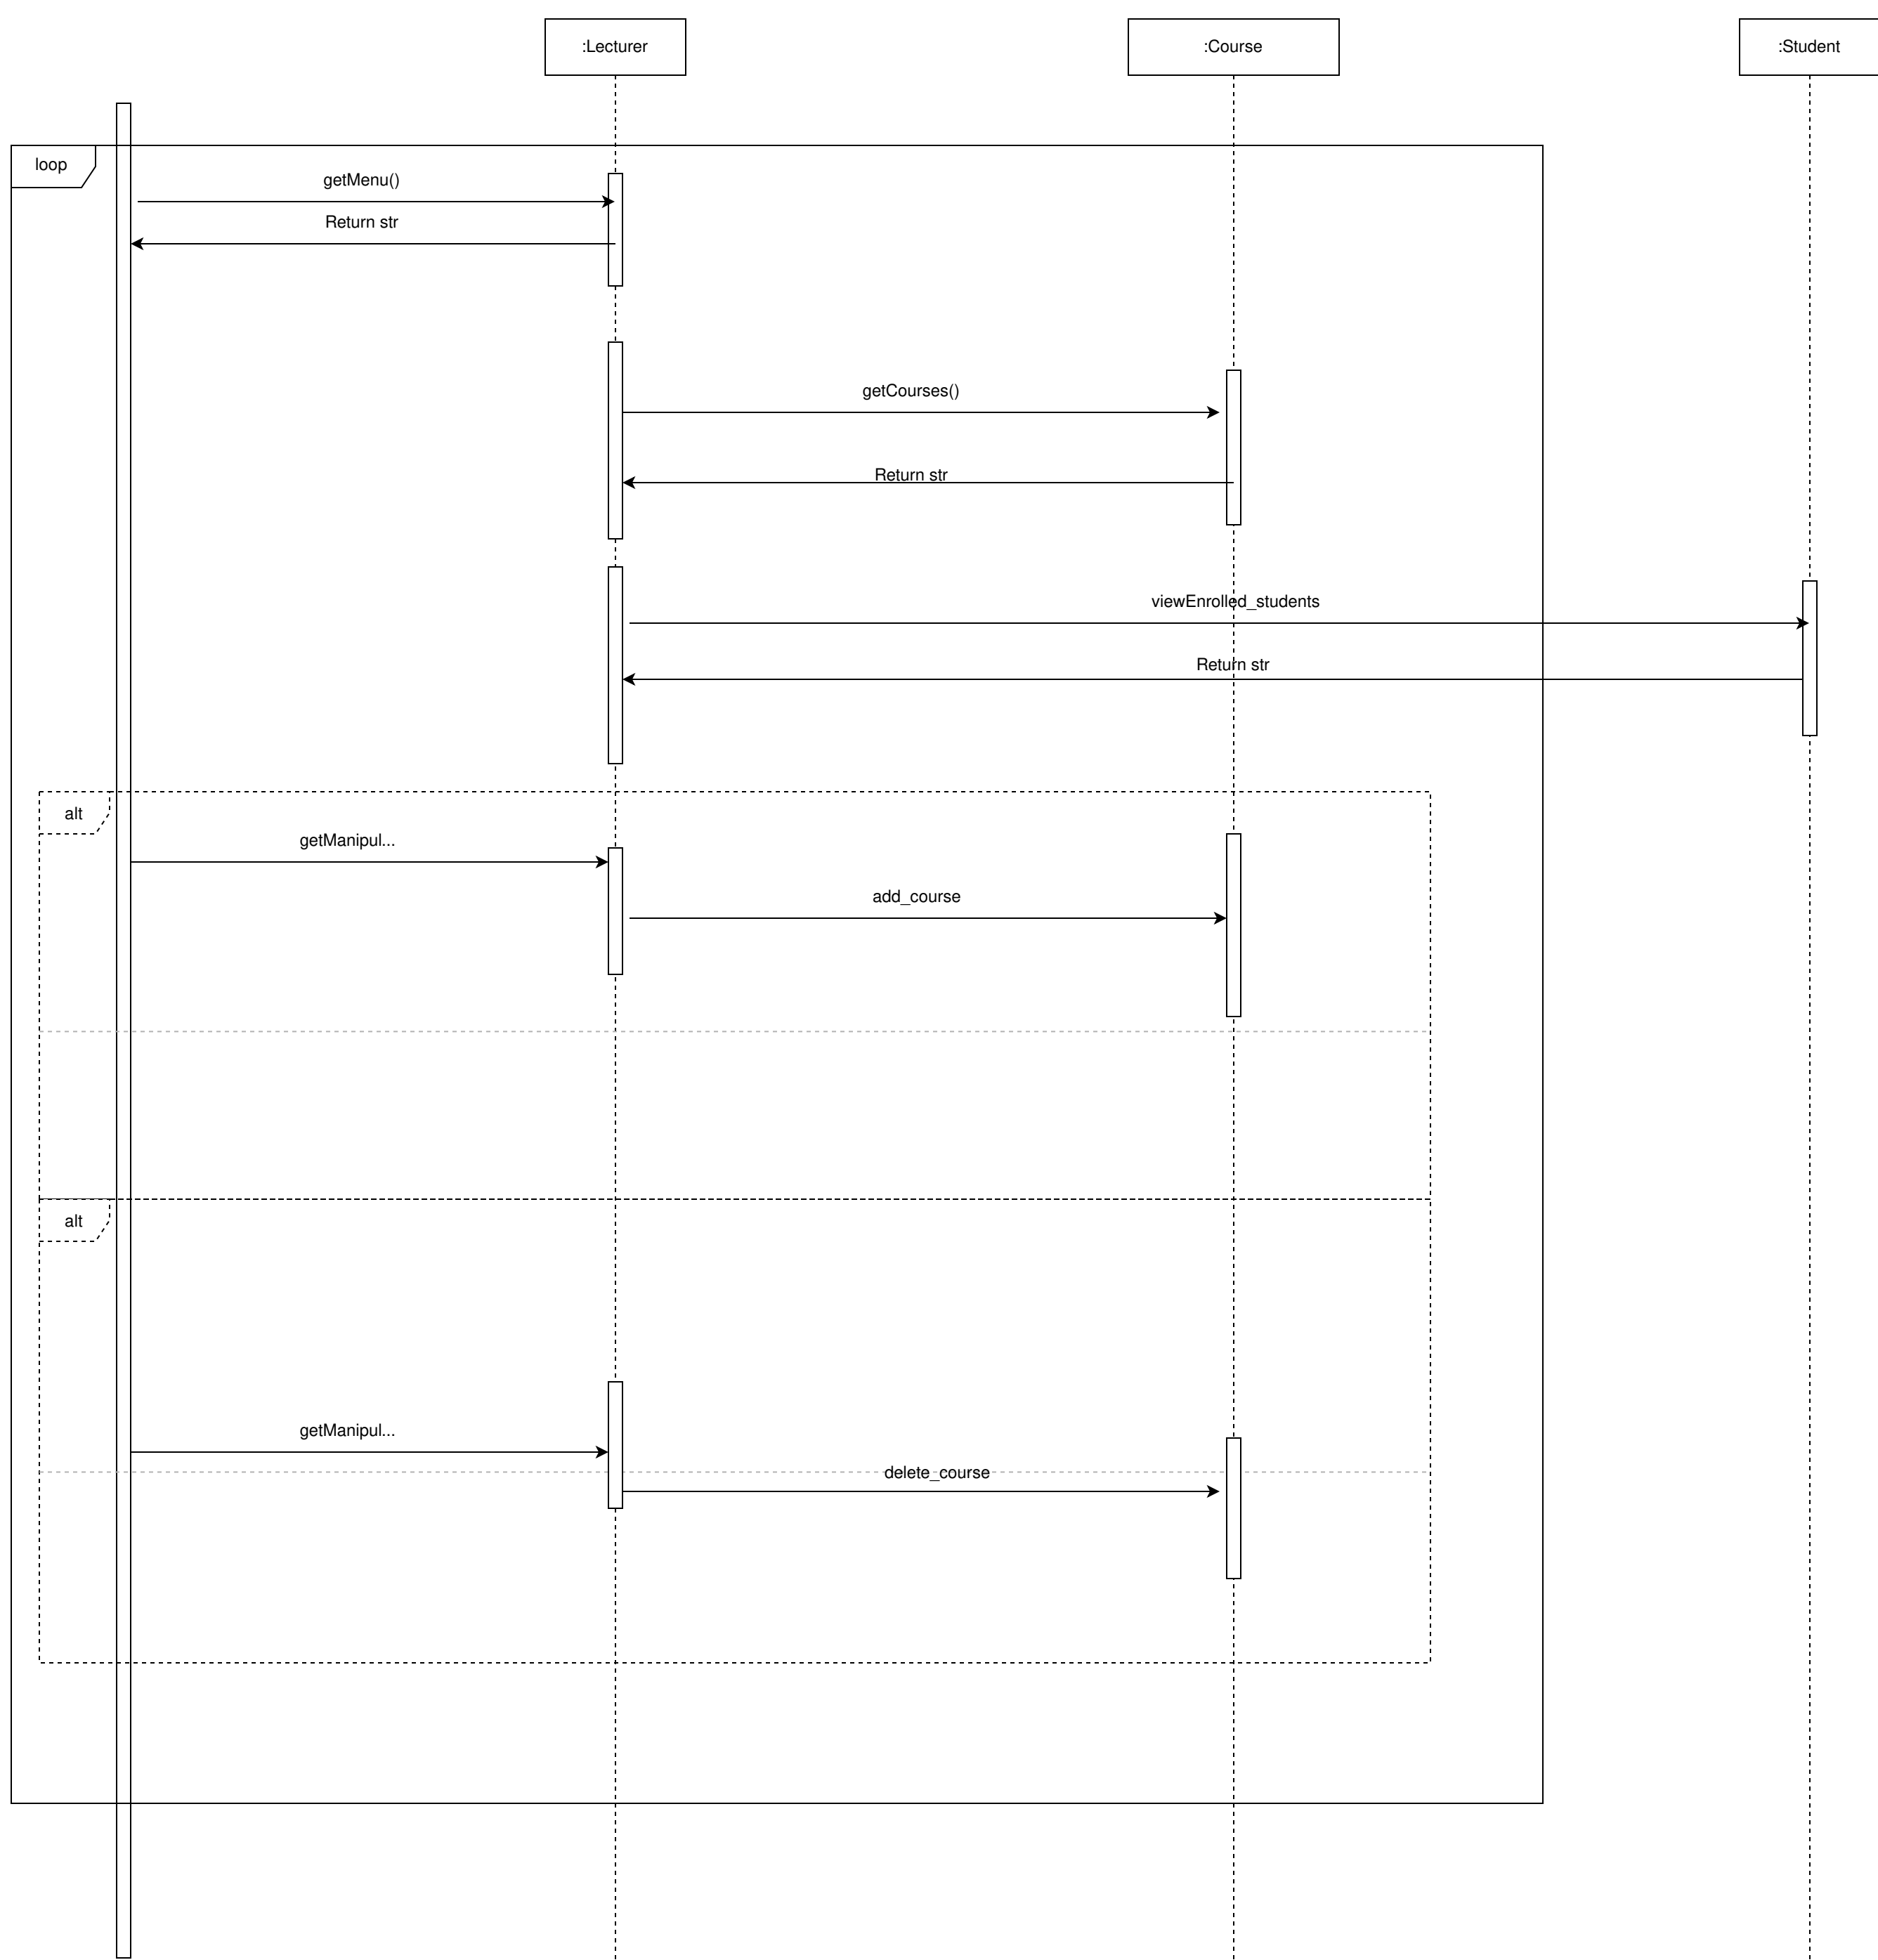 :Lecturer
:Course
:Student
loop
getMenu()
Return str
getCourses()
Return str
viewEnrolled_students
Return str
alt
getManipul...
add_course
alt
getManipul...
delete_course